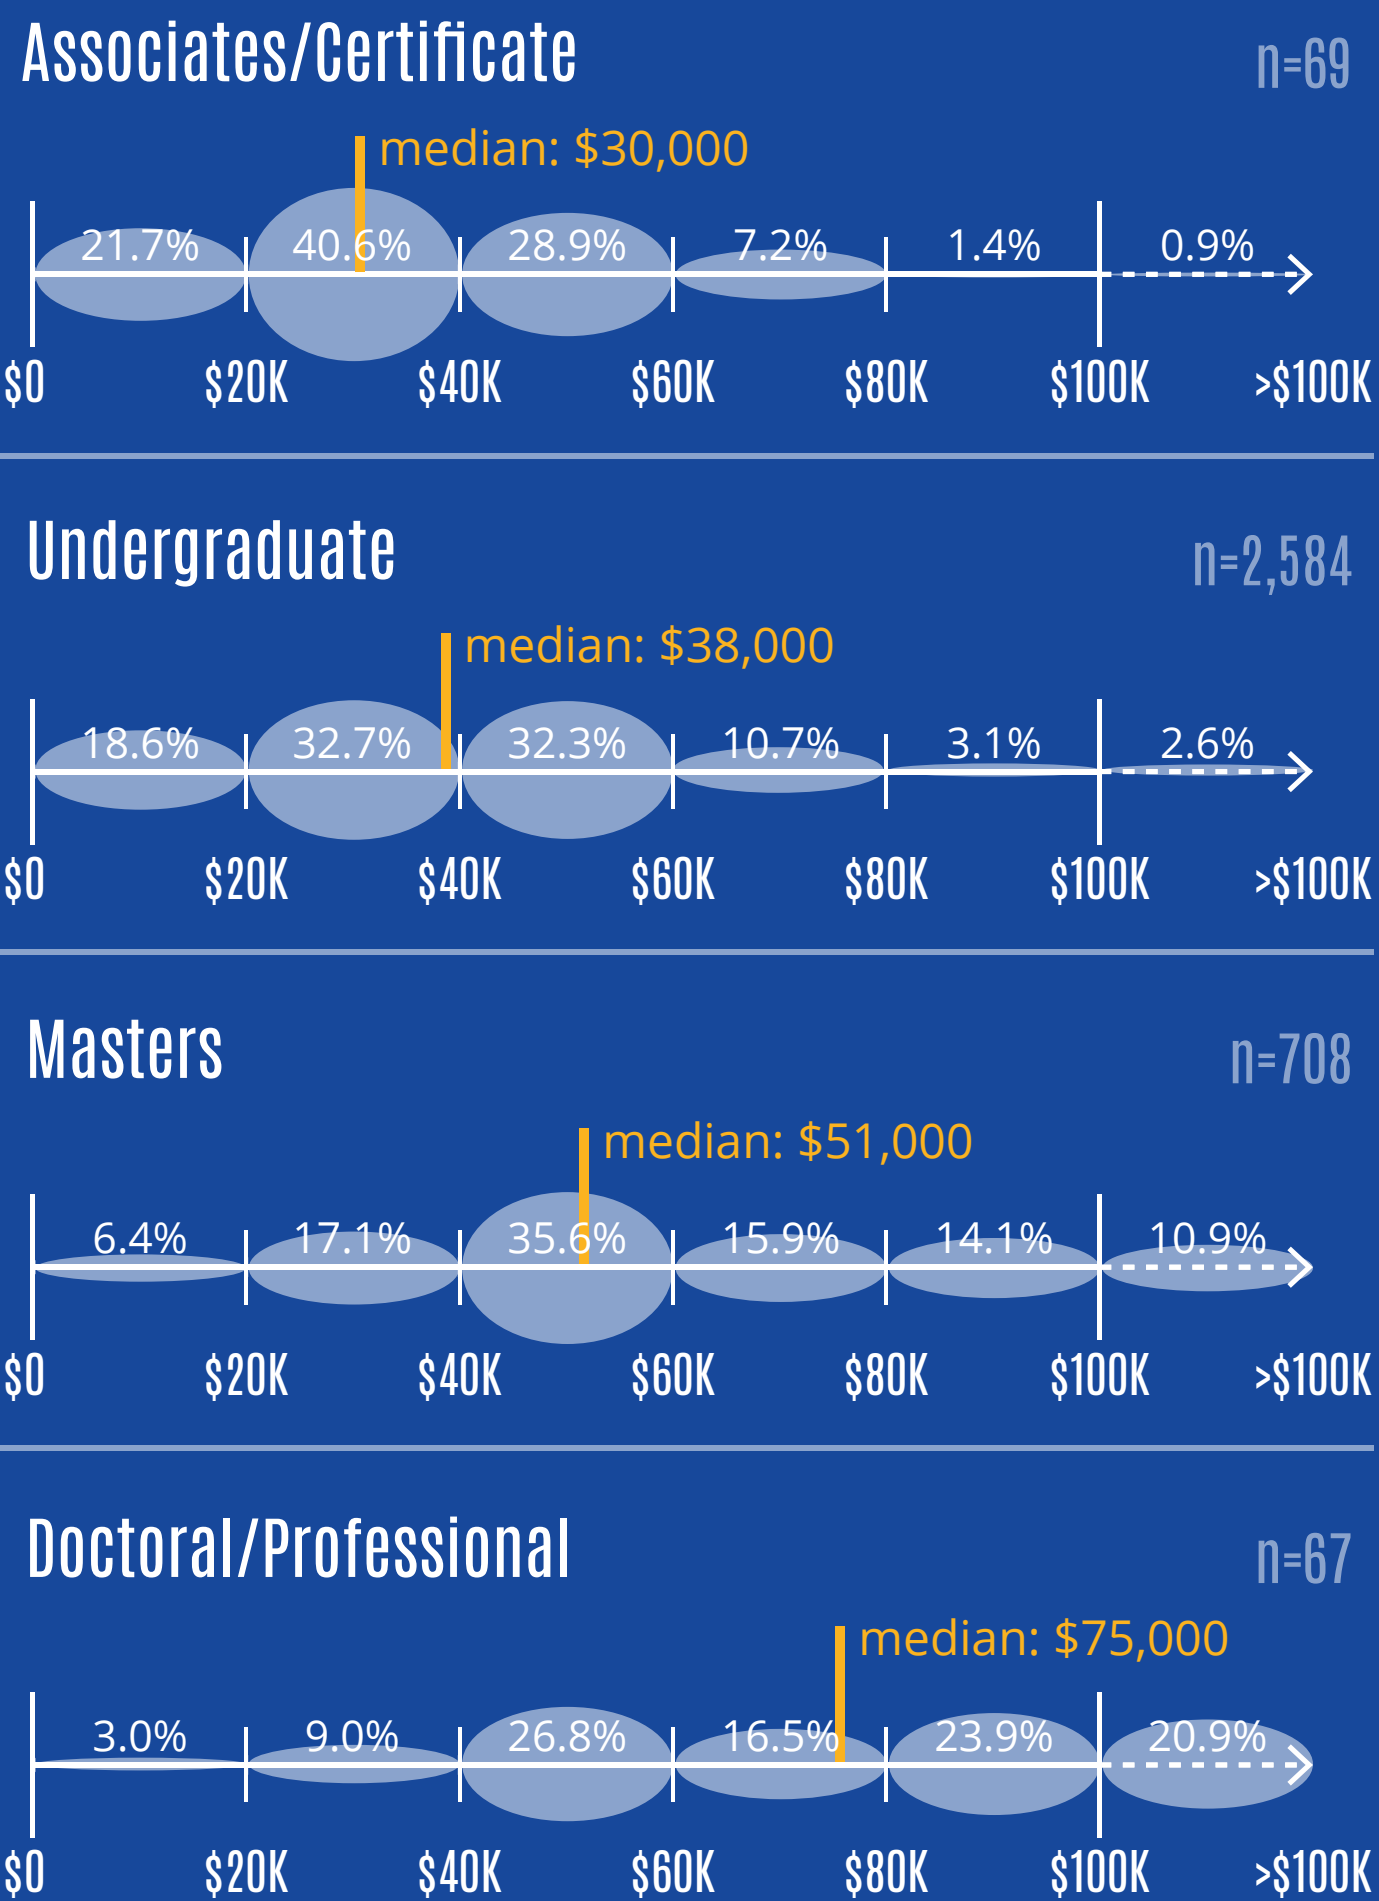 Associates/Certificate
n=69
median: $30,000
21.7% 40.6% 28.9% 7.2% 1.4% 0.9%
$0 $20K $40K $60K $80K $100K >$100K
Undergraduate
n=2,584
median: $38,000
18.6% 32.7% 32.3% 10.7% 3.1% 2.6%
$0 $20K $40K $60K $80K $100K >$100K
Masters
n=708
median: $51,000
6.4% 17.1% 35.6% 15.9% 14.1% 10.9%
$0 $20K $40K $60K $80K $100K >$100K
Doctoral/Professional
n=67
median: $75,000
3.0% 9.0% 26.8% 16.5% 23.9% 20.9%
$0 $20K $40K $60K $80K $100K >$100K